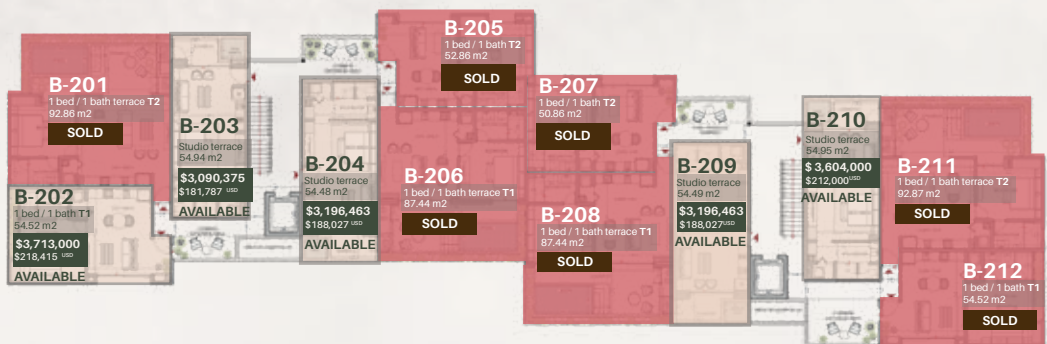 B-201
1 bed / 1 bath terrace T2
92.86 m2
SOLD
B-202
1 bed / 1 bath T1
54.52 m2
$3,713,000
$218,415 USD
AVAILABLE
B-203
Studio terrace
54.94 m2
$3,090,375
$181,787 USD
AVAILABLE
B-204
Studio terrace
54.48 m2
$3,196,463
$188,027 USD
AVAILABLE
B-205
1 bed / 1 bath T2
52.86 m2
SOLD
B-206
1 bed / 1 bath terrace T1
87.44 m2
SOLD
B-207
1 bed / 1 bath T2
50.86 m2
SOLD
B-208
1 bed / 1 bath terrace T1
87.44 m2
SOLD
B-209
Studio terrace
54.49 m2
$3,196,463
$188,027 USD
AVAILABLE
B-210
Studio terrace
54.95 m2
$ 3,604,000
$212,000 USD
AVAILABLE
B-211
1 bed / 1 bath terrace T2
92.87 m2
SOLD
B-212
1 bed / 1 bath T1
54.52 m2
SOLD